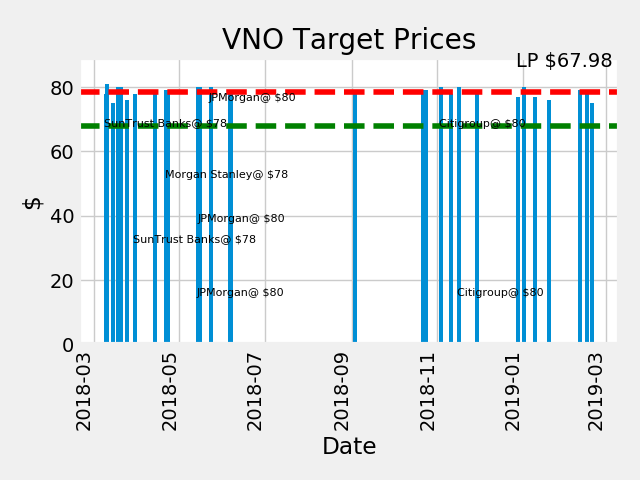 VNO Target Prices
LP $67.98
80
JPMorgan@ $80
SunTrust Banks@ $78
Citigroup@ $80
60
Morgan Stanley@ $78
$
40
JPMorgan@ $80
SunTrust Banks@ $78
20
JPMorgan@ $80
Citigroup@ $80
0
2018-03
2018-05
2018-07
2018-09
2018-11
2019-01
2019-03
Date